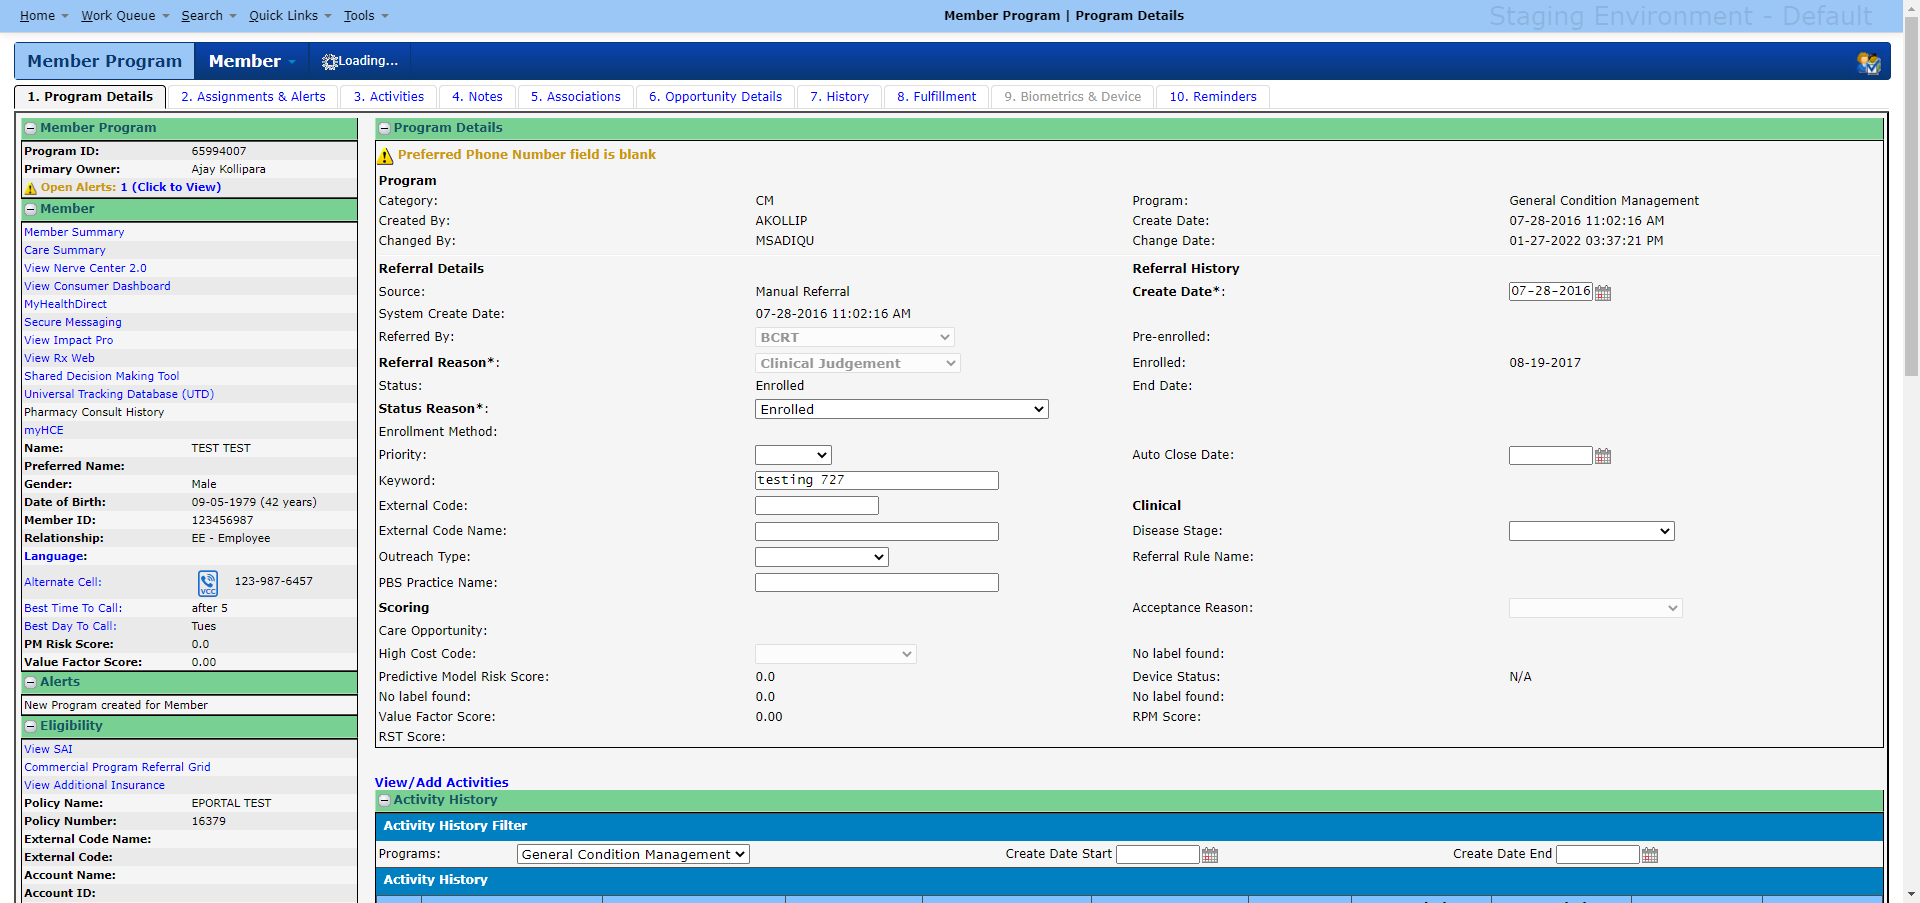 Home Work Queue Search Quick Links Tools
Member Program | Program Details
Staging Environment - Default
Member Program Member Loading...
1. Program Details 2. Assignments & Alerts 3. Activities 4. Notes 5. Associations 6. Opportunity Details 7. History 8. Fulfillment 9. Biometrics & Device 10. Reminders
Member Program
Program ID: 65994007
Primary Owner: Ajay Kollipara
Open Alerts: 1 (Click to View)
Member
Member Summary
Care Summary
View Nerve Center 2.0
View Consumer Dashboard
MyHealthDirect
Secure Messaging
View Impact Pro
View Rx Web
Shared Decision Making Tool
Universal Tracking Database (UTD)
Pharmacy Consult History
myHCE
Name: TEST TEST
Preferred Name:
Gender: Male
Date of Birth: 09-05-1979 (42 years)
Member ID: 123456987
Relationship: EE - Employee
Language:
Alternate Cell: VCC 123-987-6457
Best Time To Call: after 5
Best Day To Call: Tues
PM Risk Score: 0.0
Value Factor Score: 0.00
Alerts
New Program created for Member
Eligibility
View SAI
Commercial Program Referral Grid
View Additional Insurance
Policy Name: EPORTAL TEST
Policy Number: 16379
External Code Name:
External Code:
Account Name:
Account ID:
Program Details
Preferred Phone Number field is blank
Program
Category: CM Program: General Condition Management
Created By: AKOLLIP Create Date: 07-28-2016 11:02:16 AM
Changed By: MSADIQU Change Date: 01-27-2022 03:37:21 PM
Referral Details Referral History
Source: Manual Referral Create Date*: 07-28-2016
System Create Date: 07-28-2016 11:02:16 AM
Referred By: BCRT Pre-enrolled:
Referral Reason*: Clinical Judgement Enrolled: 08-19-2017
Status: Enrolled End Date:
Status Reason*: Enrolled
Enrollment Method:
Priority: Auto Close Date:
Keyword: testing 727
External Code: Clinical
External Code Name: Disease Stage:
Outreach Type: Referral Rule Name:
PBS Practice Name:
Scoring Acceptance Reason:
Care Opportunity:
High Cost Code: No label found:
Predictive Model Risk Score: 0.0 Device Status: N/A
No label found: 0.0 No label found:
Value Factor Score: 0.00 RPM Score:
RST Score:
View/Add Activities
Activity History
Activity History Filter
Programs: General Condition Management Create Date Start Create Date End
Activity History